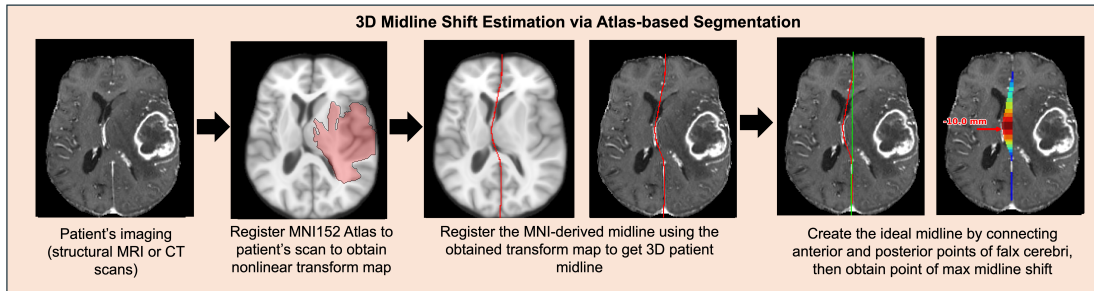 3D Midline Shift Estimation via Atlas-based Segmentation
-10.0 mm
Patient's imaging
(structural MRI or CT
scans)
Register MNI152 Atlas to
patient's scan to obtain
nonlinear transform map
Register the MNI-derived midline using the
obtained transform map to get 3D patient
midline
Create the ideal midline by connecting
anterior and posterior points of falx cerebri,
then obtain point of max midline shift